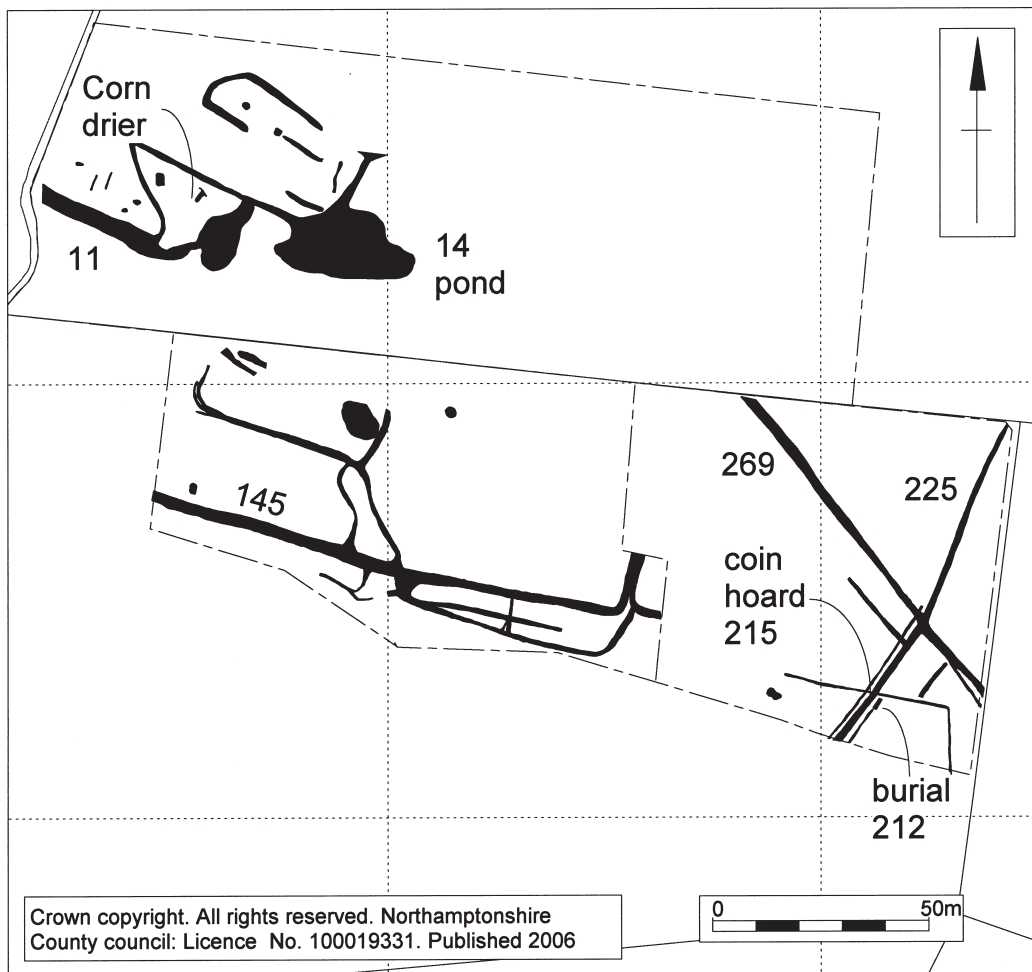 Corn
drier
11
14
pond
145
269
225
coin
hoard
215
burial
212
0 50m
Crown copyright. All rights reserved. Northamptonshire
County council: Licence No. 100019331. Published 2006